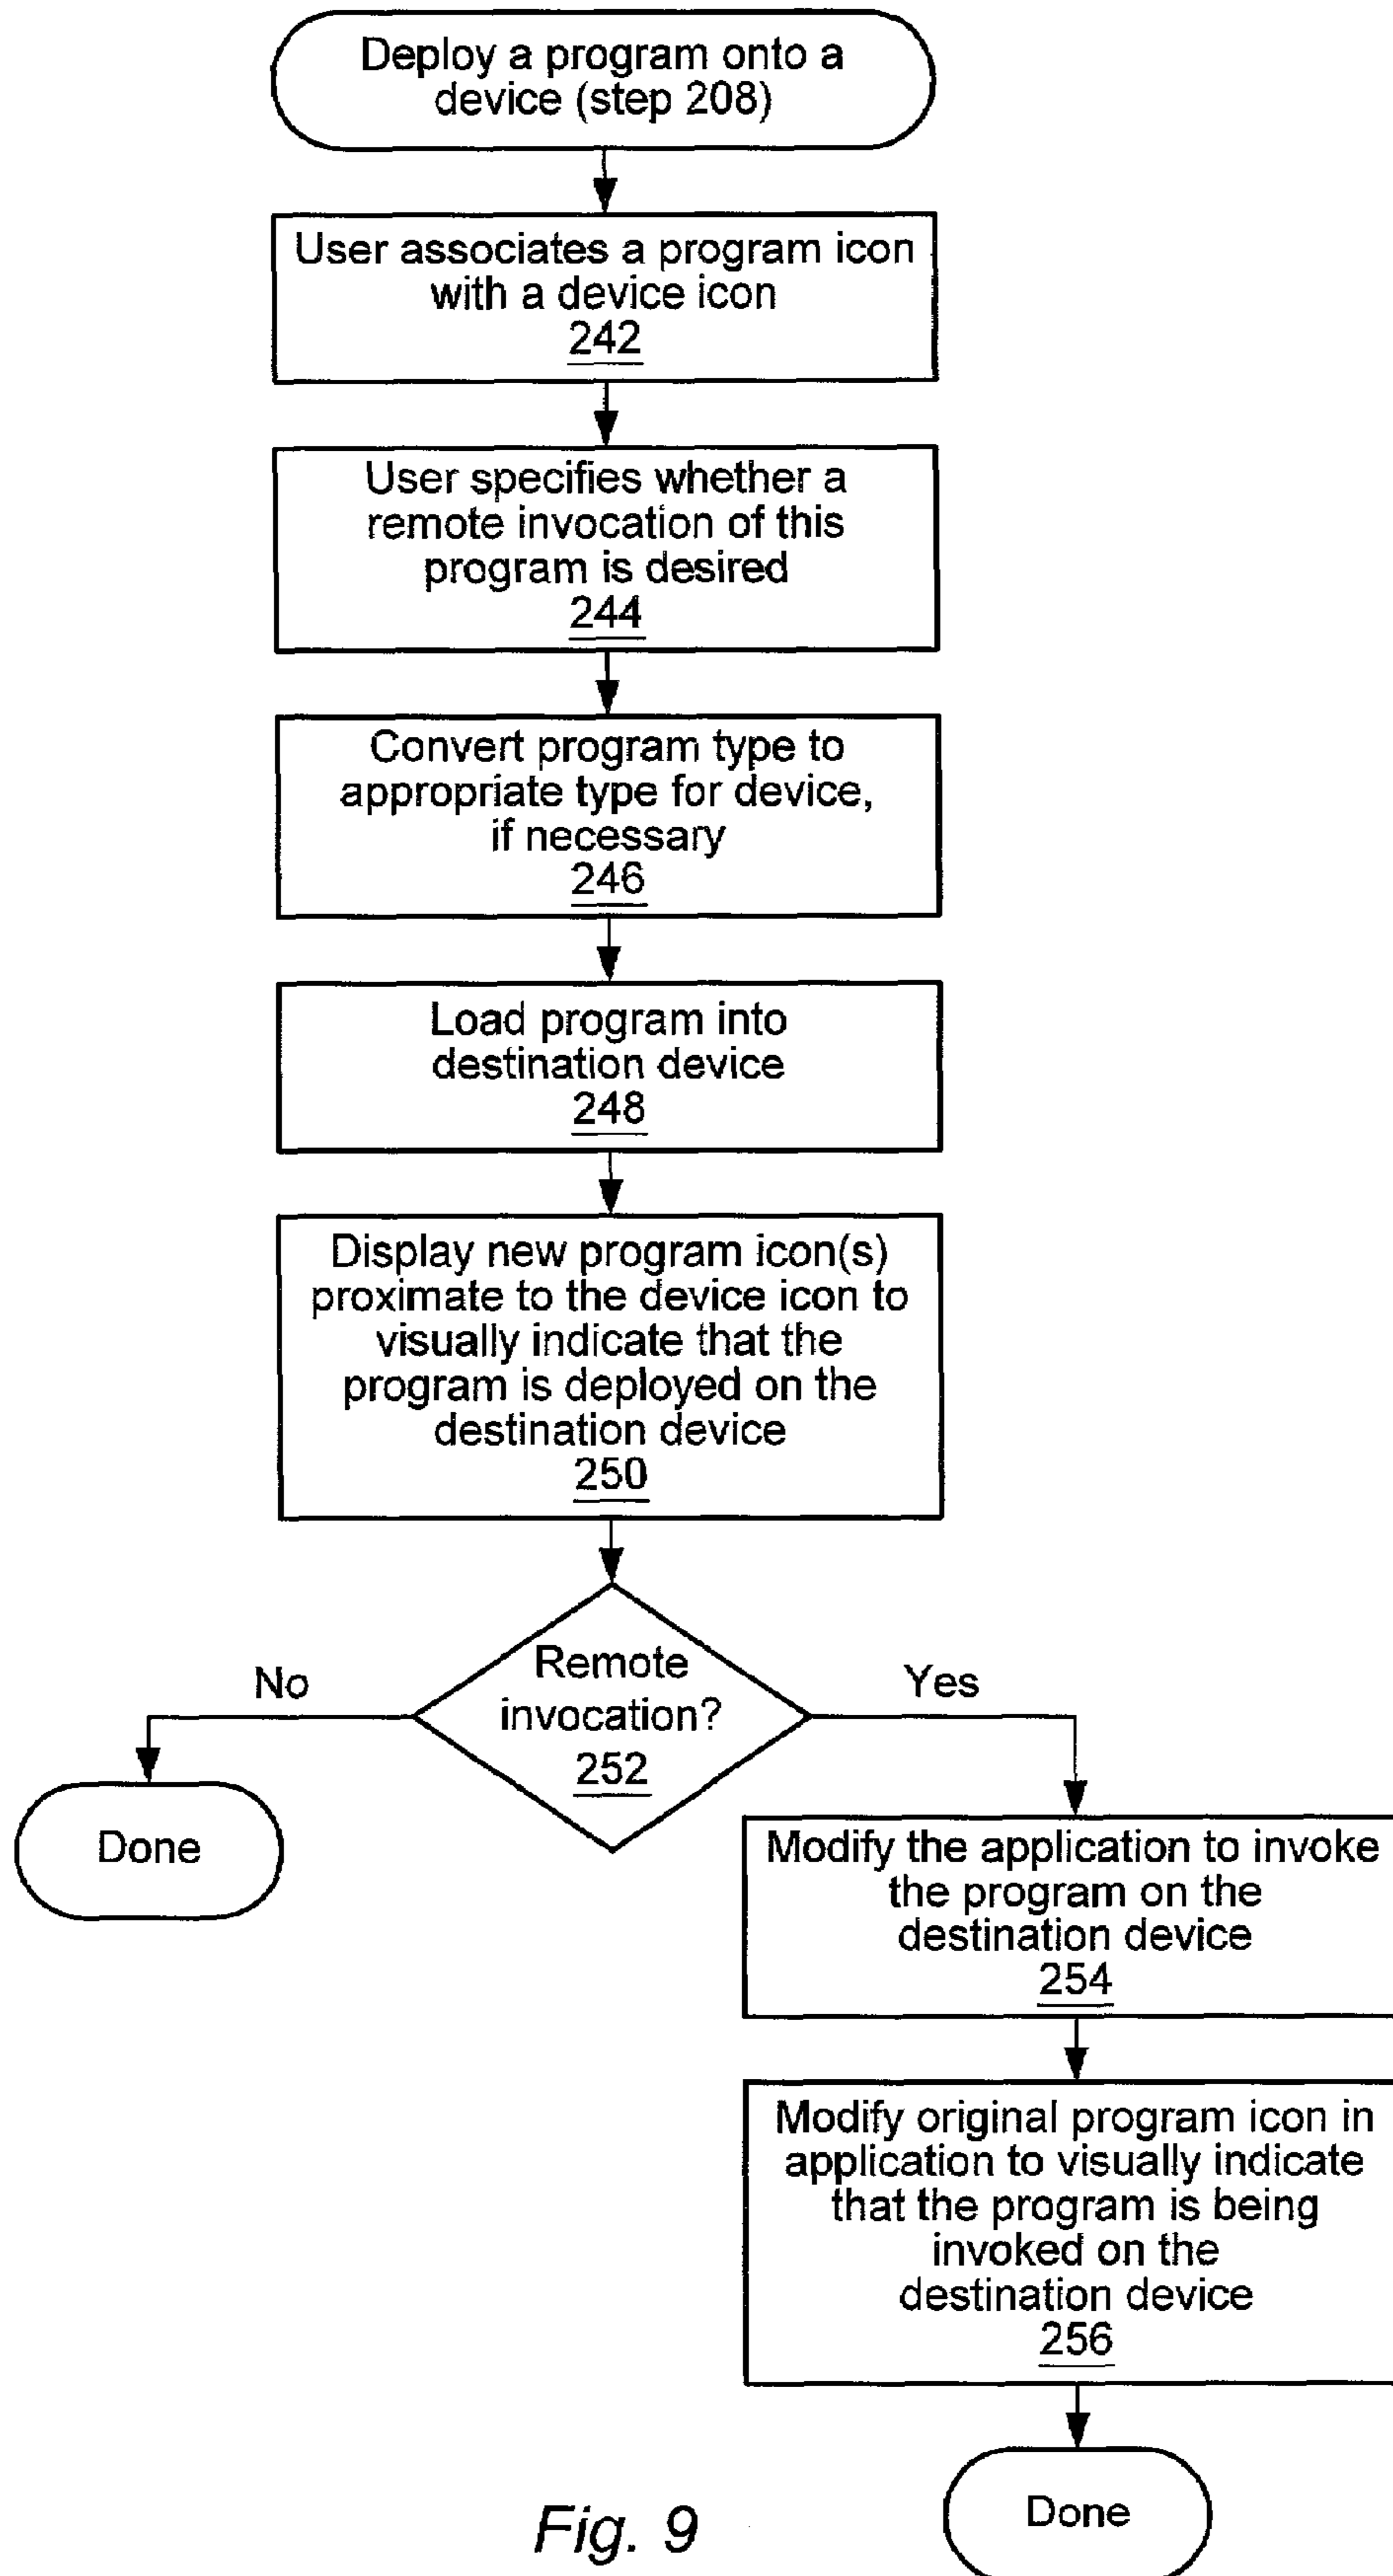 Deploy a program onto a
device (step 208)
User associates a program icon
with a device icon
242
User specifies whether a
remote invocation of this
program is desired
244
Convert program type to
appropriate type for device,
if necessary
246
Load program into
destination device
248
Display new program icon(s)
proximate to the device icon to
visually indicate that the
program is deployed on the
destination device
250
Remote
invocation?
252
No
Yes
Done
Modify the application to invoke
the program on the
destination device
254
Modify original program icon in
application to visually indicate
that the program is being
invoked on the
destination device
256
Done
Fig. 9